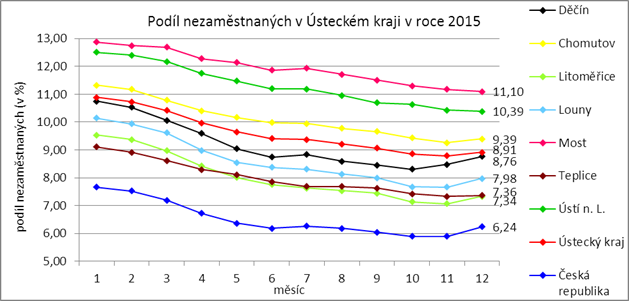 Podíl nezaměstnaných v Ústeckém kraji v roce 2015
podíl nezaměstnaných (v %)
13,00
12,00
11,00
10,00
9,00
8,00
7,00
6,00
5,00
11,10
10,39
9,39
8,91
8,76
7,98
7,36
7,34
6,24
1 2 3 4 5 6 7 8 9 10 11 12
měsíc
Děčín
Chomutov
Litoměřice
Louny
Most
Teplice
Ústí n. L.
Ústecký kraj
Česká
republika